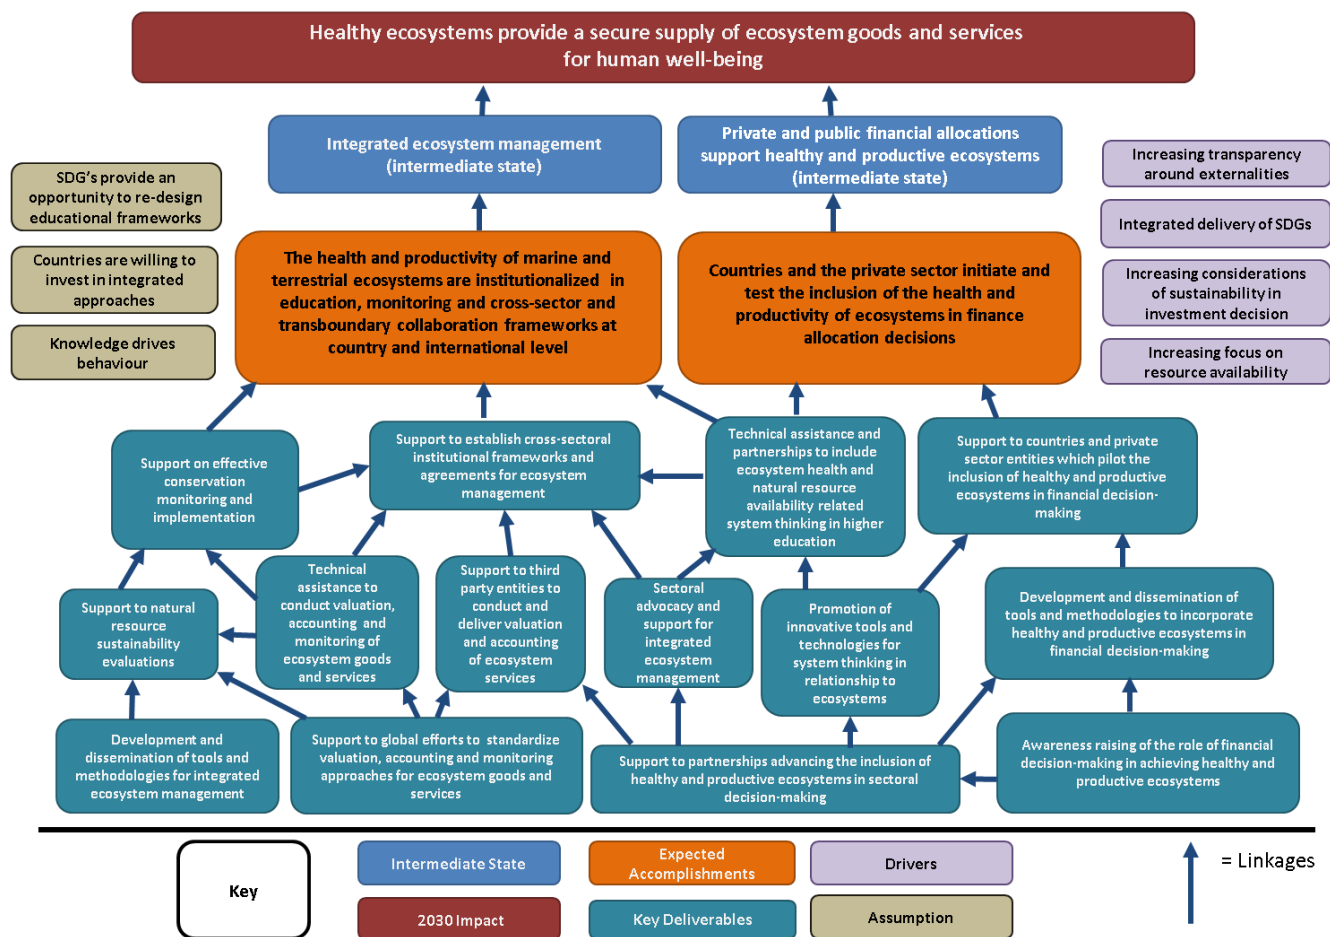 Healthy ecosystems provide a secure supply of ecosystem goods and services
for human well-being
Integrated ecosystem management
(intermediate state)
Private and public financial allocations
support healthy and productive ecosystems
(intermediate state)
SDG's provide an
opportunity to re-design
educational frameworks
Countries are willing to
invest in integrated
approaches
Knowledge drives
behaviour
Increasing transparency
around externalities
Integrated delivery of SDGs
Increasing considerations
of sustainability in
investment decision
Increasing focus on
resource availability
The health and productivity of marine and
terrestrial ecosystems are institutionalized in
education, monitoring and cross-sector and
transboundary collaboration frameworks at
country and international level
Countries and the private sector initiate and
test the inclusion of the health and
productivity of ecosystems in finance
allocation decisions
Support on effective
conservation
monitoring and
implementation
Support to establish cross-sectoral
institutional frameworks and
agreements for ecosystem
management
Technical assistance and
partnerships to include
ecosystem health and
natural resource
availability related
system thinking in higher
education
Support to countries and private
sector entities which pilot the
inclusion of healthy and productive
ecosystems in financial decision-
making
Support to natural
resource
sustainability
evaluations
Technical
assistance to
conduct valuation,
accounting and
monitoring of
ecosystem goods
and services
Support to third
party entities to
conduct and
deliver valuation
and accounting
of ecosystem
services
Sectoral
advocacy and
support for
integrated
ecosystem
management
Promotion of
innovative tools and
technologies for
system thinking in
relationship to
ecosystems
Development and dissemination of
tools and methodologies to incorporate
healthy and productive ecosystems in
financial decision-making
Development and
dissemination of tools and
methodologies for integrated
ecosystem management
Support to global efforts to standardize
valuation, accounting and monitoring
approaches for ecosystem goods and
services
Support to partnerships advancing the inclusion of
healthy and productive ecosystems in sectoral
decision-making
Awareness raising of the role of financial
decision-making in achieving healthy and
productive ecosystems
Key
Intermediate State
Expected
Accomplishments
Drivers
2030 Impact
Key Deliverables
Assumption
= Linkages